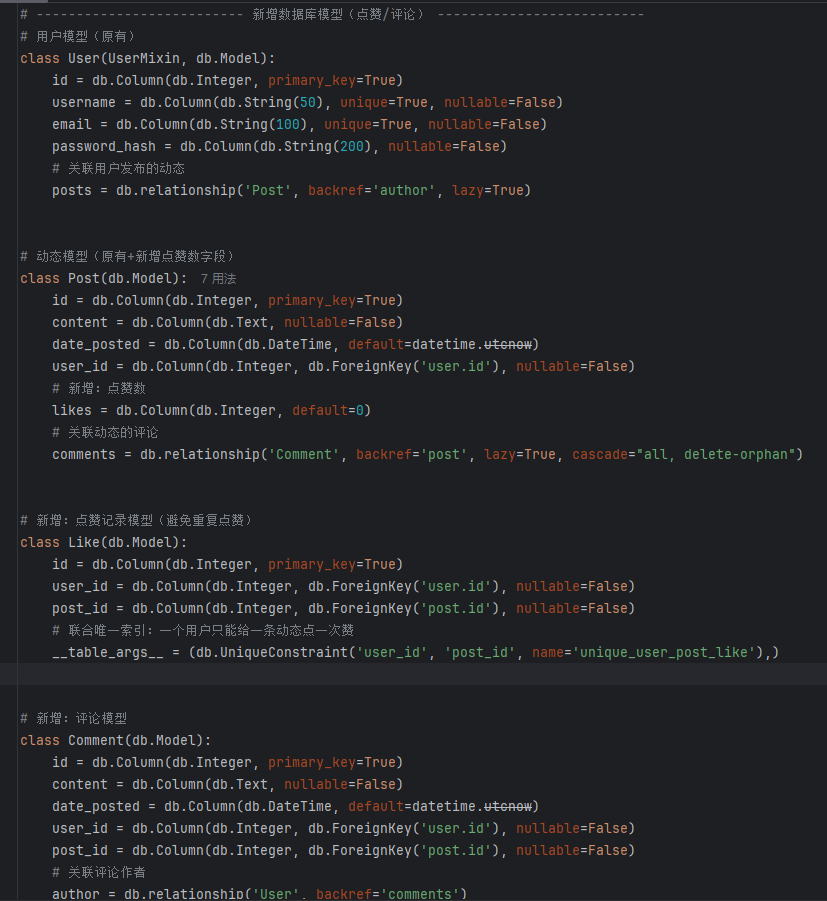 # -------------------------- 新增数据库模型（点赞/评论） --------------------------
# 用户模型（原有）
class User(UserMixin, db.Model):
    id = db.Column(db.Integer, primary_key=True)
    username = db.Column(db.String(50), unique=True, nullable=False)
    email = db.Column(db.String(100), unique=True, nullable=False)
    password_hash = db.Column(db.String(200), nullable=False)
    # 关联用户发布的动态
    posts = db.relationship('Post', backref='author', lazy=True)
# 动态模型（原有+新增点赞数字段）
class Post(db.Model):  7 用法
    id = db.Column(db.Integer, primary_key=True)
    content = db.Column(db.Text, nullable=False)
    date_posted = db.Column(db.DateTime, default=datetime.utcnow)
    user_id = db.Column(db.Integer, db.ForeignKey('user.id'), nullable=False)
    # 新增：点赞数
    likes = db.Column(db.Integer, default=0)
    # 关联动态的评论
    comments = db.relationship('Comment', backref='post', lazy=True, cascade="all, delete-orphan")
# 新增：点赞记录模型（避免重复点赞）
class Like(db.Model):
    id = db.Column(db.Integer, primary_key=True)
    user_id = db.Column(db.Integer, db.ForeignKey('user.id'), nullable=False)
    post_id = db.Column(db.Integer, db.ForeignKey('post.id'), nullable=False)
    # 联合唯一索引：一个用户只能给一条动态点一次赞
    __table_args__ = (db.UniqueConstraint('user_id', 'post_id', name='unique_user_post_like'),)
# 新增：评论模型
class Comment(db.Model):
    id = db.Column(db.Integer, primary_key=True)
    content = db.Column(db.Text, nullable=False)
    date_posted = db.Column(db.DateTime, default=datetime.utcnow)
    user_id = db.Column(db.Integer, db.ForeignKey('user.id'), nullable=False)
    post_id = db.Column(db.Integer, db.ForeignKey('post.id'), nullable=False)
    # 关联评论作者
    author = db.relationship('User', backref='comments')